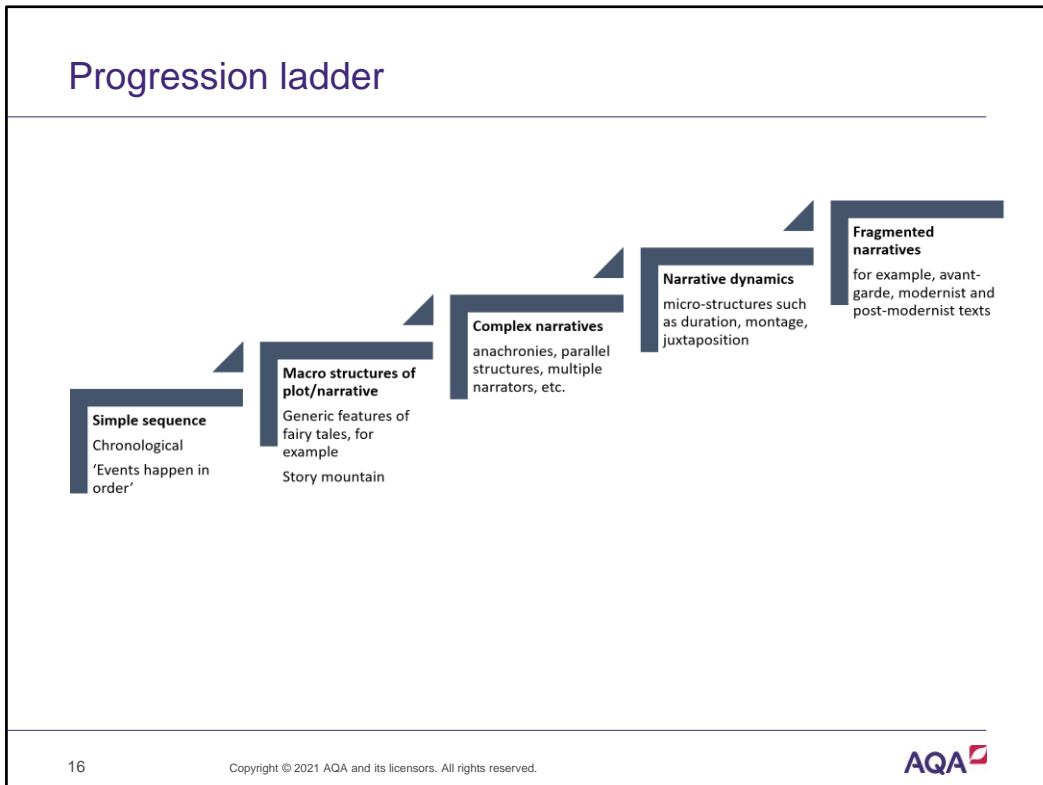 Progression ladder
Simple sequence
Chronological
‘Events happen in
order’
Macro structures of
plot/narrative
Generic features of
fairy tales, for
example
Story mountain
Complex narratives
anachronies, parallel
structures, multiple
narrators, etc.
Narrative dynamics
micro-structures such
as duration, montage,
juxtaposition
Fragmented
narratives
for example, avant-
garde, modernist and
post-modernist texts
16
Copyright © 2021 AQA and its licensors. All rights reserved.
AQA